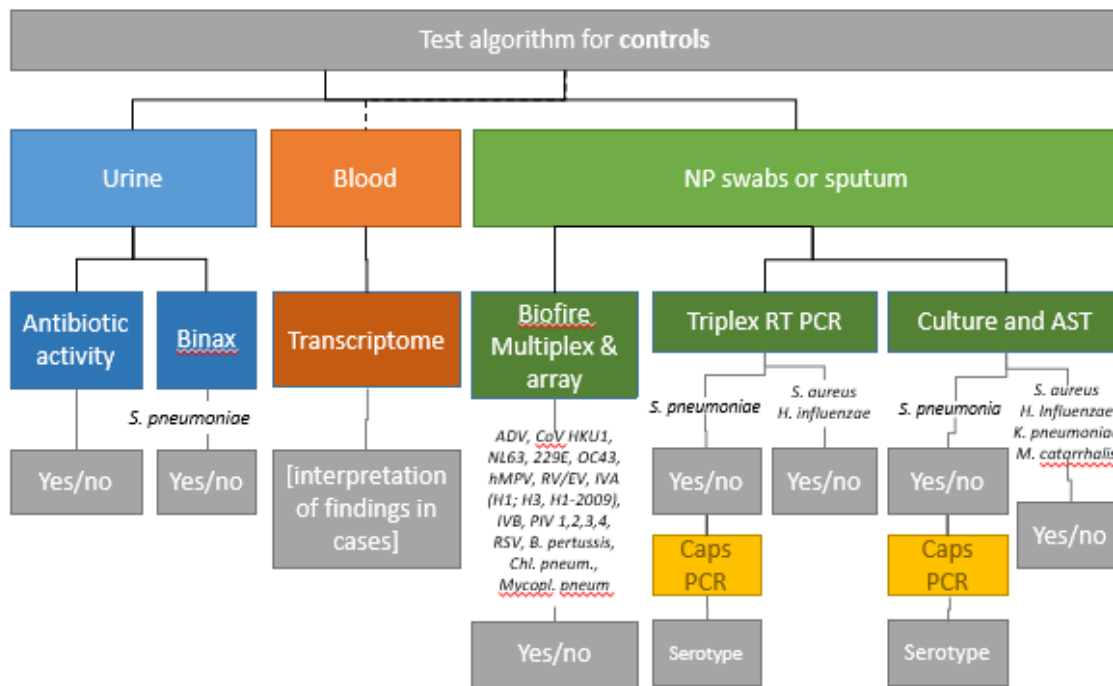 Test algorithm for controls
Urine
Blood
NP swabs or sputum
Antibiotic
activity
Binax
Transcriptome
Biofire
Multiplex &
array
Triplex RT PCR
Culture and AST
S. pneumoniae
S. pneumoniae
S. aureus
H. influenzae
S. pneumonia
S. aureus
H. Influenzae
K. pneumoniae
M. catarrhalis
ADV, CoV HKU1,
NL63, 229E, OC43,
hMPV, RV/EV, IVA
(H1; H3, H1-2009),
IVB, PIV 1,2,3,4,
RSV, B. pertussis,
Chl. pneum.,
Mycopl. pneum
Yes/no
Yes/no
[interpretation
of findings in
cases]
Yes/no
Yes/no
Yes/no
Yes/no
Caps
PCR
Caps
PCR
Yes/no
Serotype
Serotype